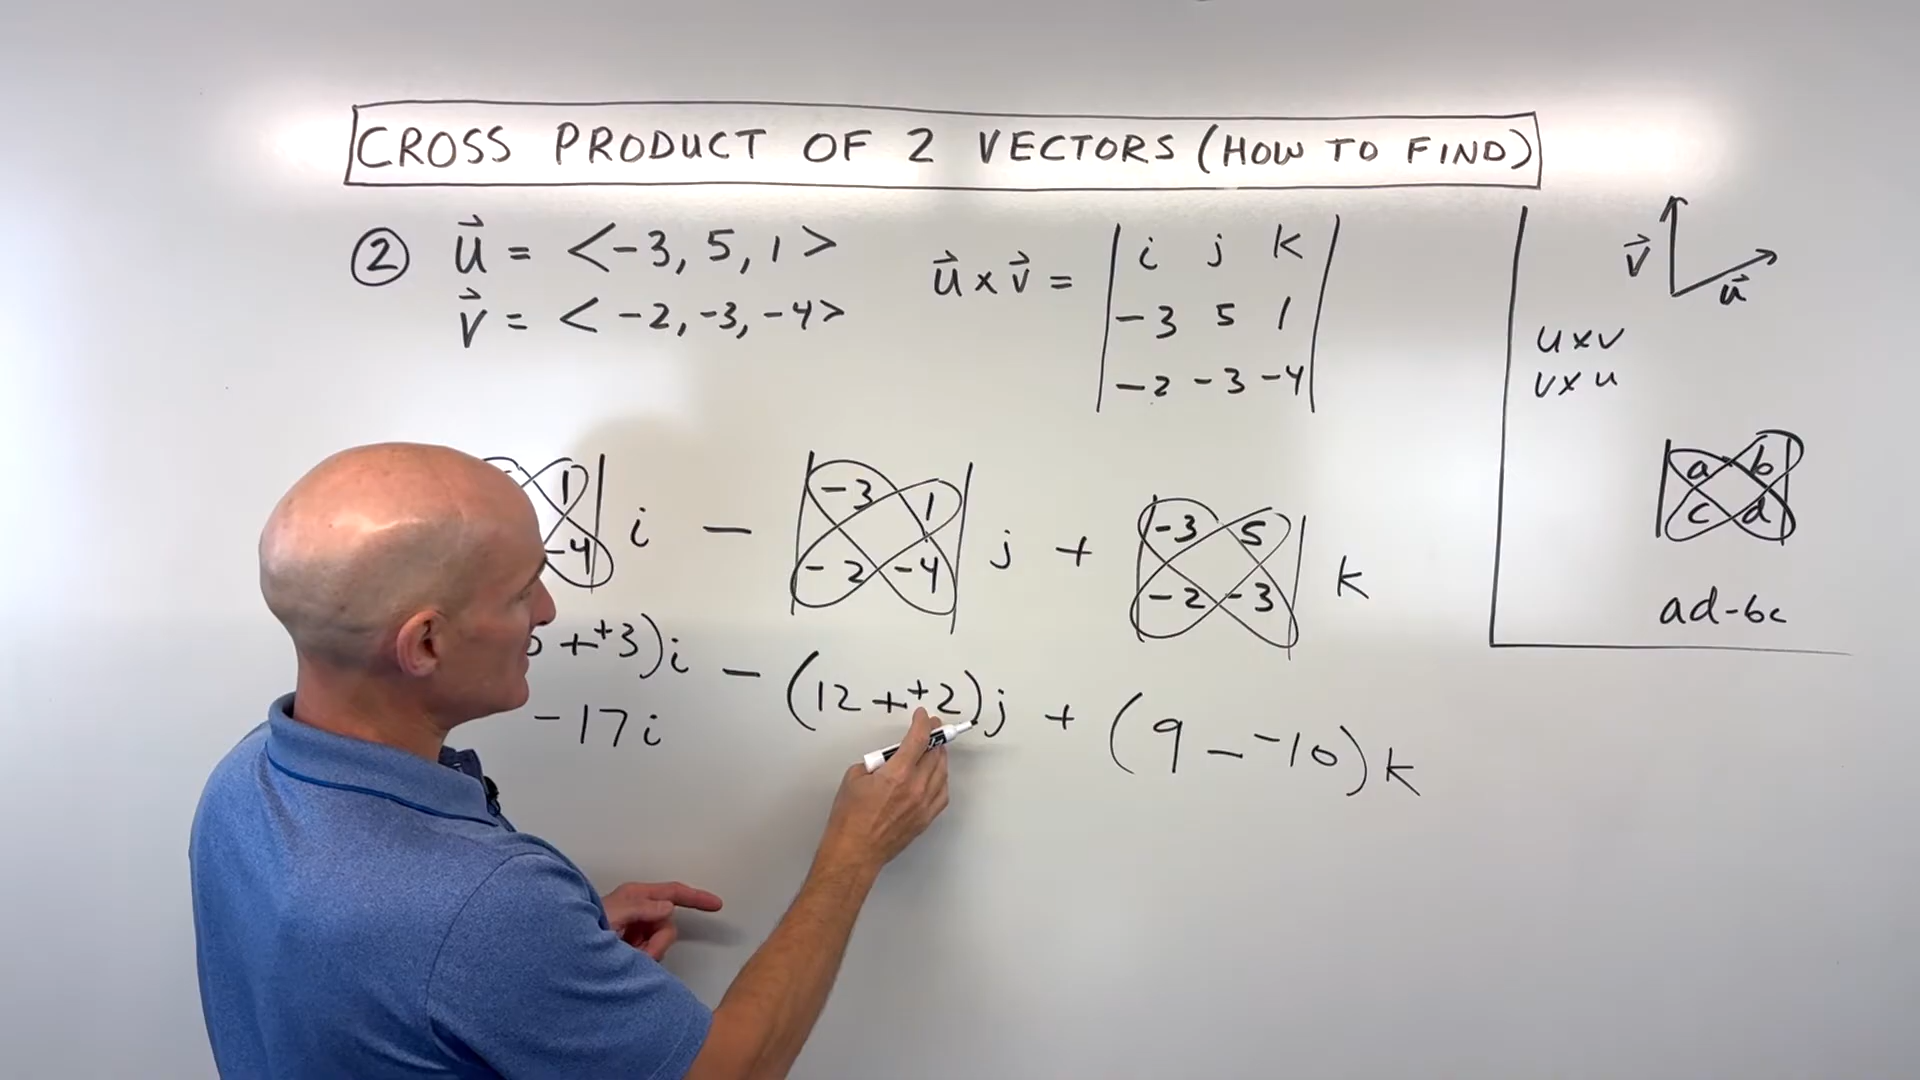 CROSS PRODUCT OF 2 VECTORS (HOW TO FIND)
② u⃗ = <-3, 5, 1>
v⃗ = <-2, -3, -4>
u⃗ x v⃗ =
i j k
-3 5 1
-2 -3 -4
v⃗
u⃗
u x v
v x u
a b
c d
ad-bc
1
-4
i -
-3 1
-2 -4
j +
-3 5
-2 -3
k
++3)i - (12++2)j + (9--10)k
-17i